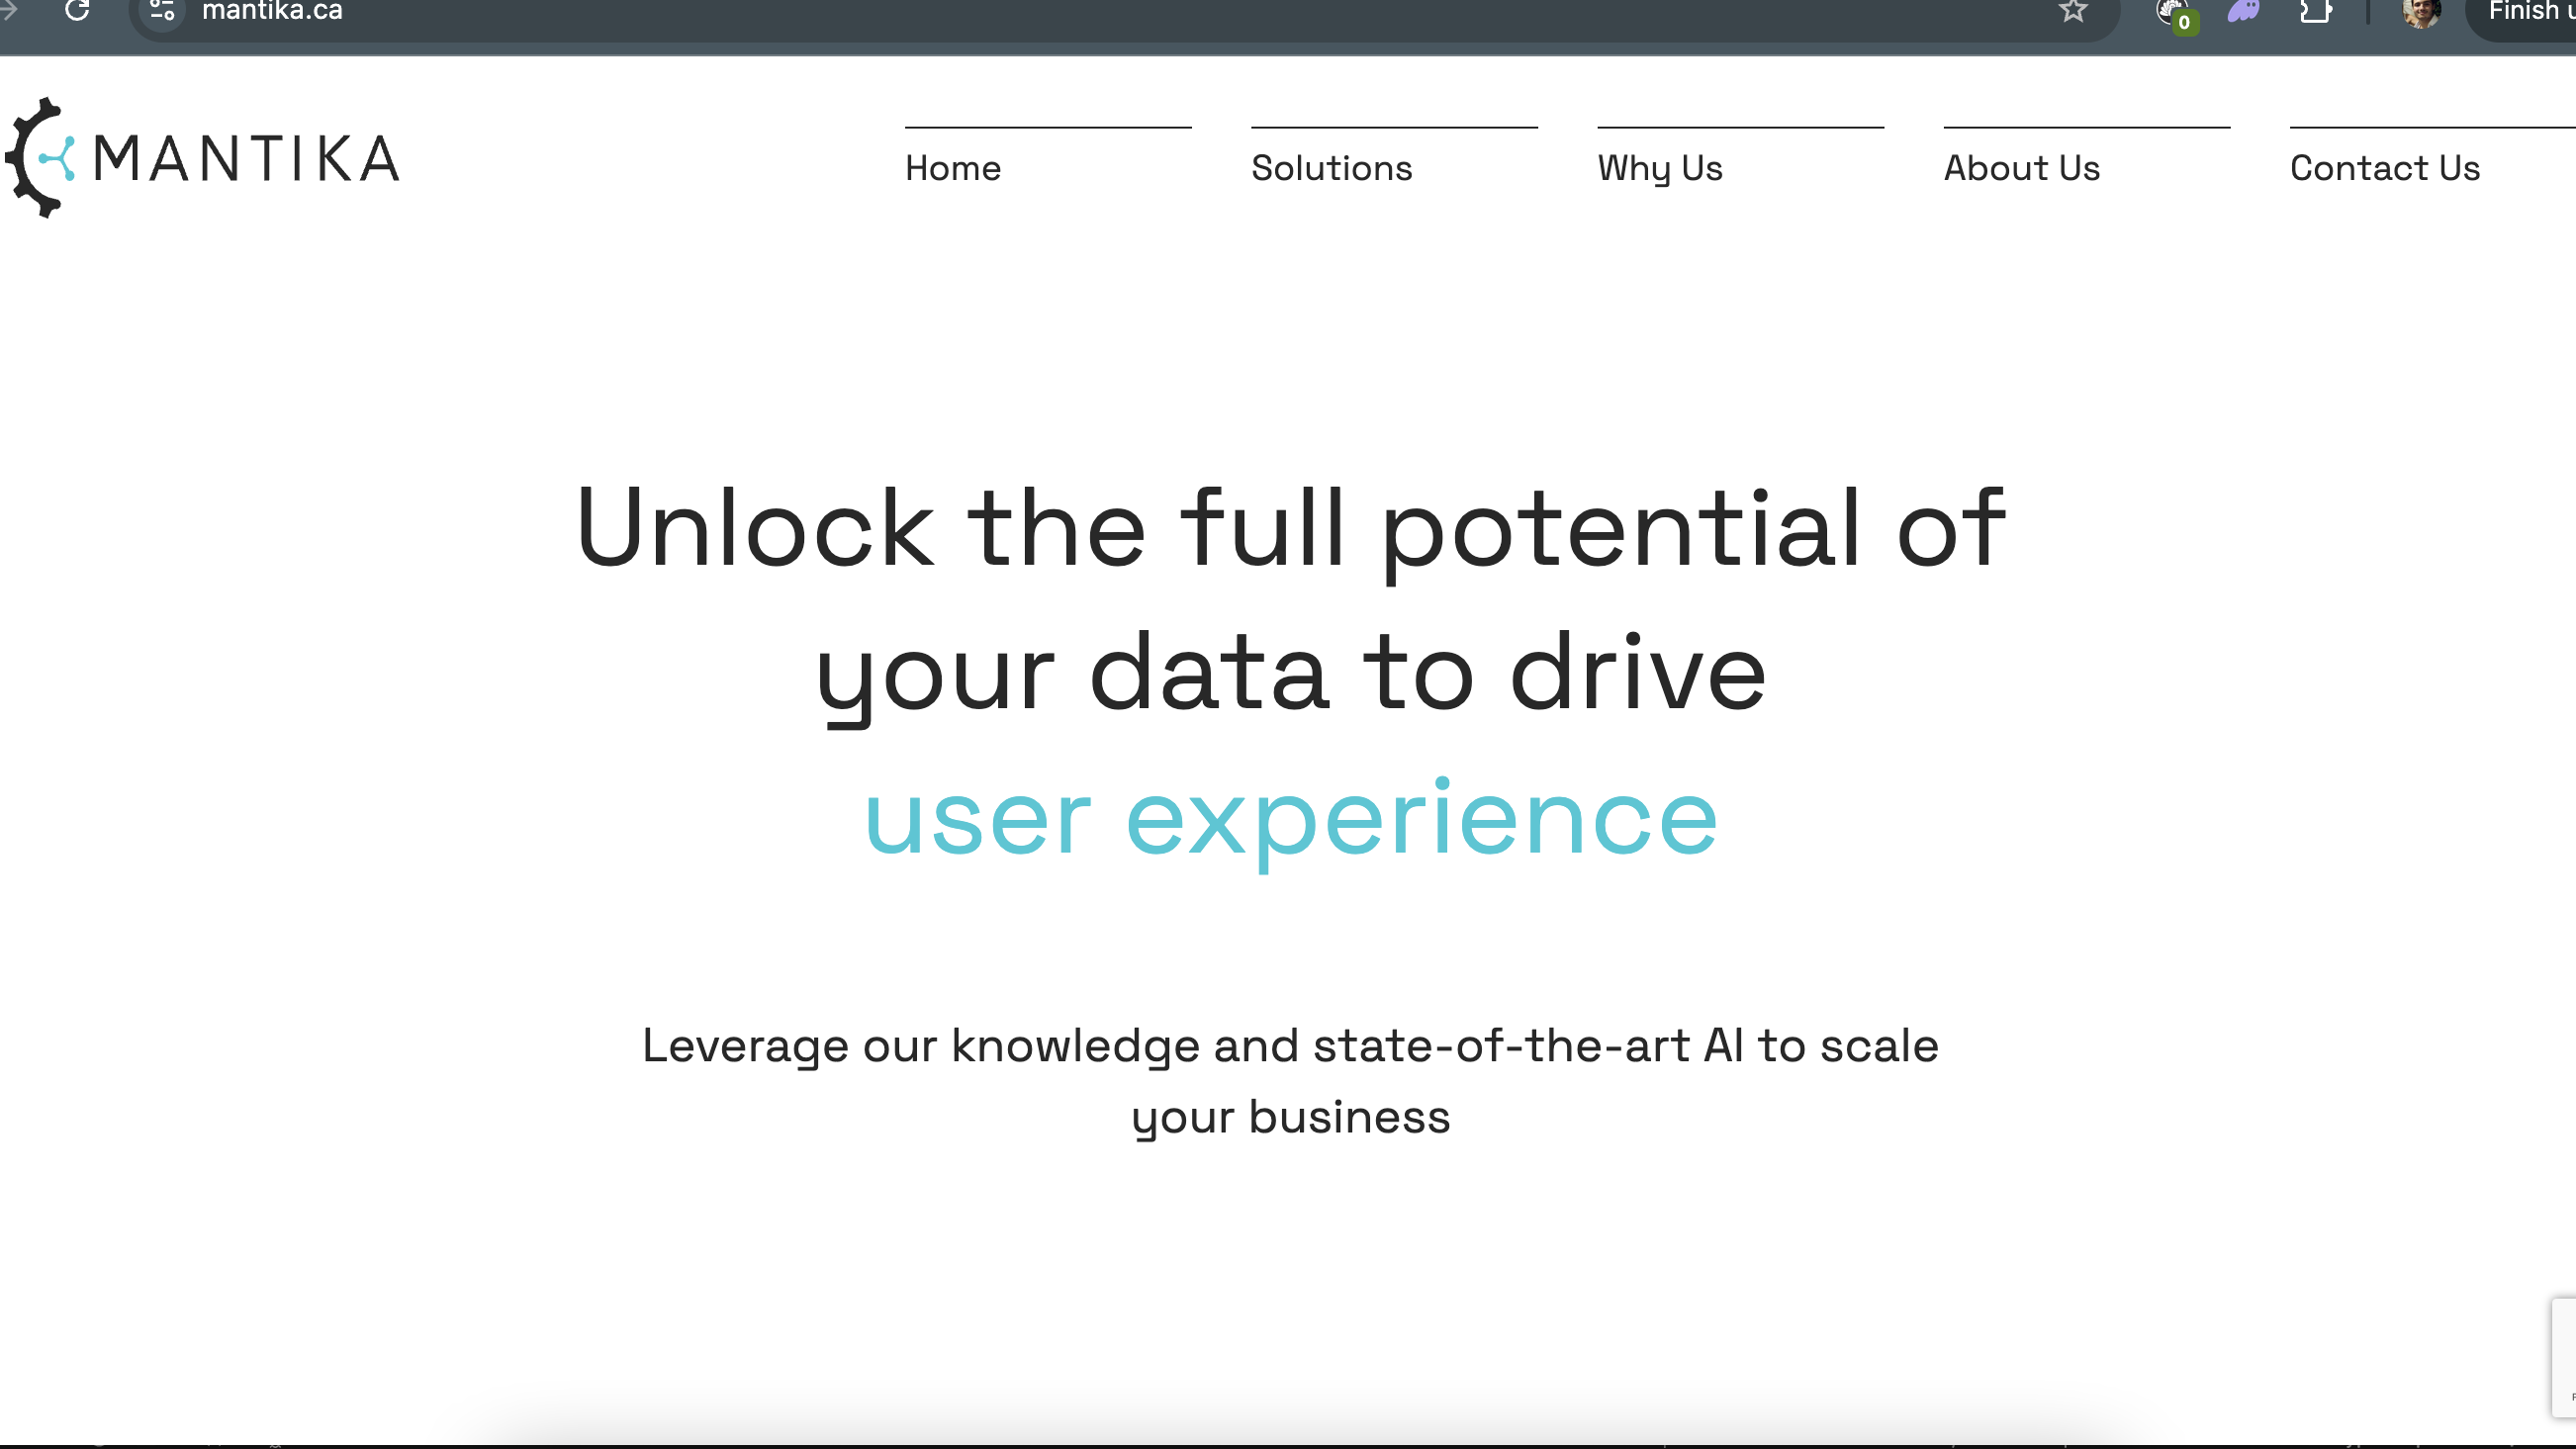 mantika.ca
0
Finish
MANTIKA
Home
Solutions
Why Us
About Us
Contact Us
Unlock the full potential of
your data to drive
user experience
Leverage our knowledge and state-of-the-art AI to scale
your business